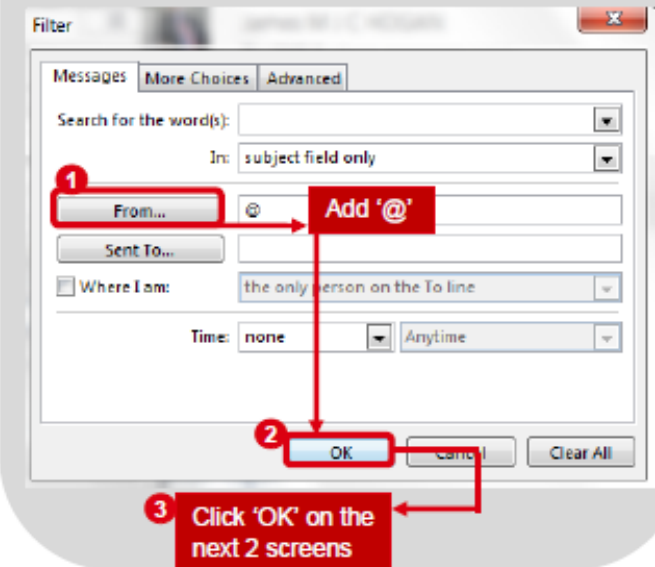 Filter
Messages More Choices Advanced
Search for the word(s):
In: subject field only
1
From... @ Add '@'
Sent To...
Where I am: the only person on the To line
Time: none Anytime
2
OK Cancel Clear All
3 Click 'OK' on the
next 2 screens